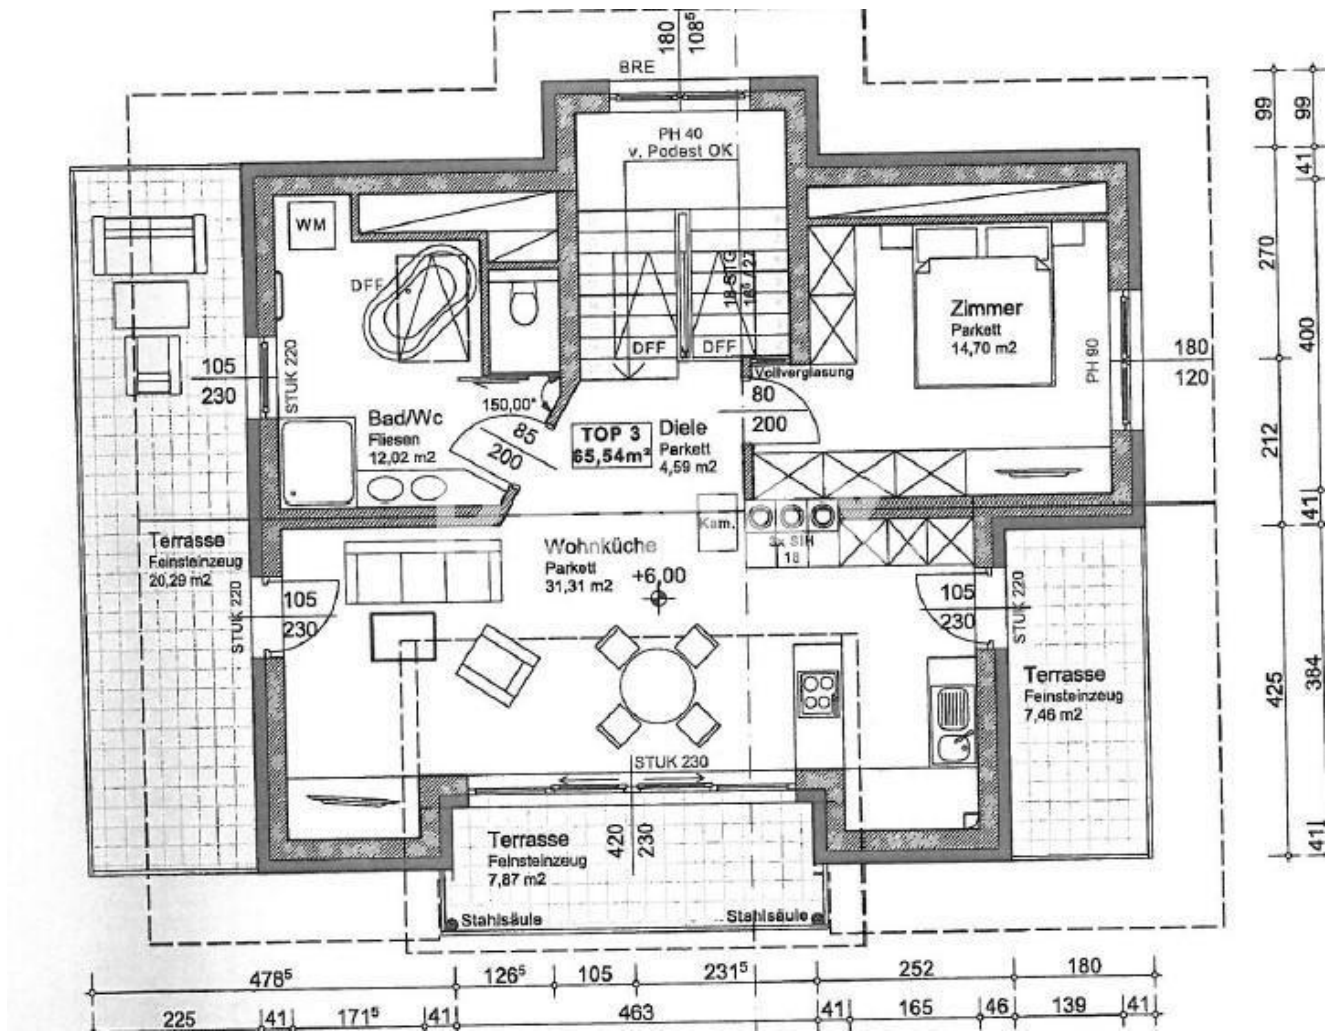 180
108⁵
BRE
PH 40
v. Podest OK
WM
DFF
DFF
DFF
18 STG
18⁵ / 27
Vollverglasung
Zimmer
Parkett
14,70 m2
PH 90
180
120
105
230
STUK 220
150,00°
Bad/Wc
Fliesen
12,02 m2
85
200
TOP 3
65,54m²
Diele
Parkett
4,59 m2
80
200
Kam.
18
Terrasse
Feinsteinzeug
20,29 m2
STUK 220
105
230
Wohnküche
Parkett
31,31 m2
+6,00
105
230
STUK 220
Terrasse
Feinsteinzeug
7,46 m2
STUK 230
420
230
Terrasse
Feinsteinzeug
7,87 m2
Stahlsäule
Stahlsäule
99
99
41
270
400
212
41
425
384
41
478⁵
126⁵
105
231⁵
252
180
225
41
171⁵
41
463
41
165
46
139
41